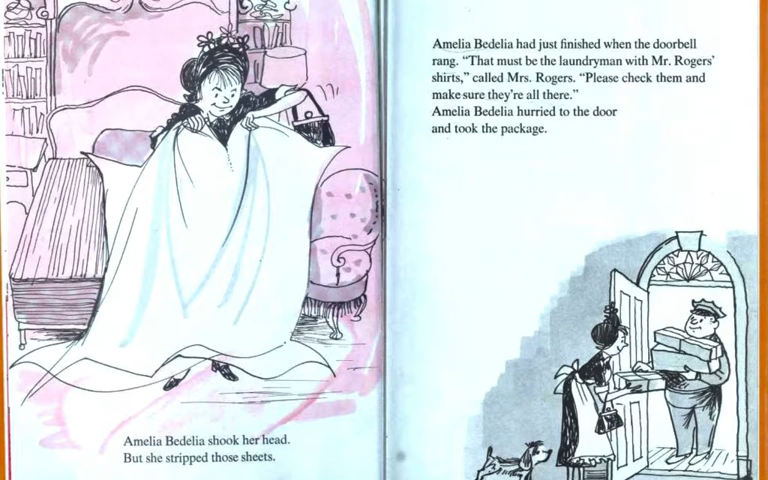 Amelia Bedelia shook her head.
But she stripped those sheets.
Amelia Bedelia had just finished when the doorbell
rang. “That must be the laundryman with Mr. Rogers’
shirts,” called Mrs. Rogers. “Please check them and
make sure they’re all there.”
Amelia Bedelia hurried to the door
and took the package.